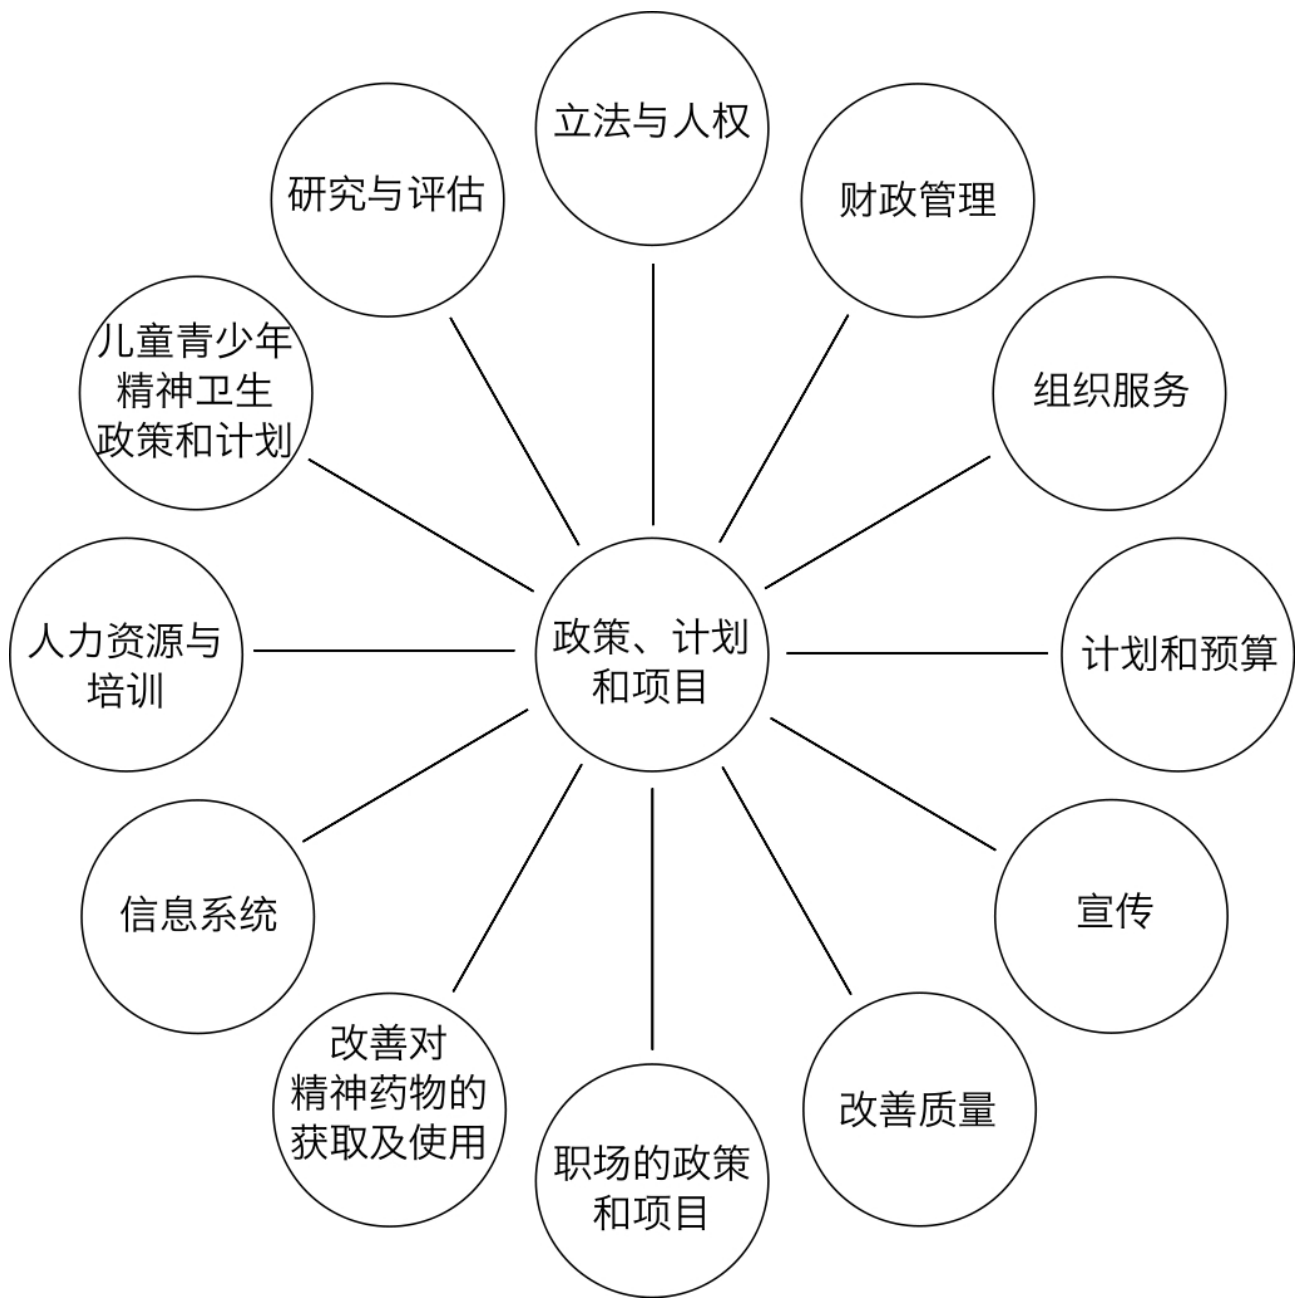 立法与人权
财政管理
组织服务
计划和预算
宣传
改善质量
职场的政策
和项目
改善对
精神药物的
获取及使用
信息系统
人力资源与
培训
儿童青少年
精神卫生
政策和计划
研究与评估
政策、计划
和项目